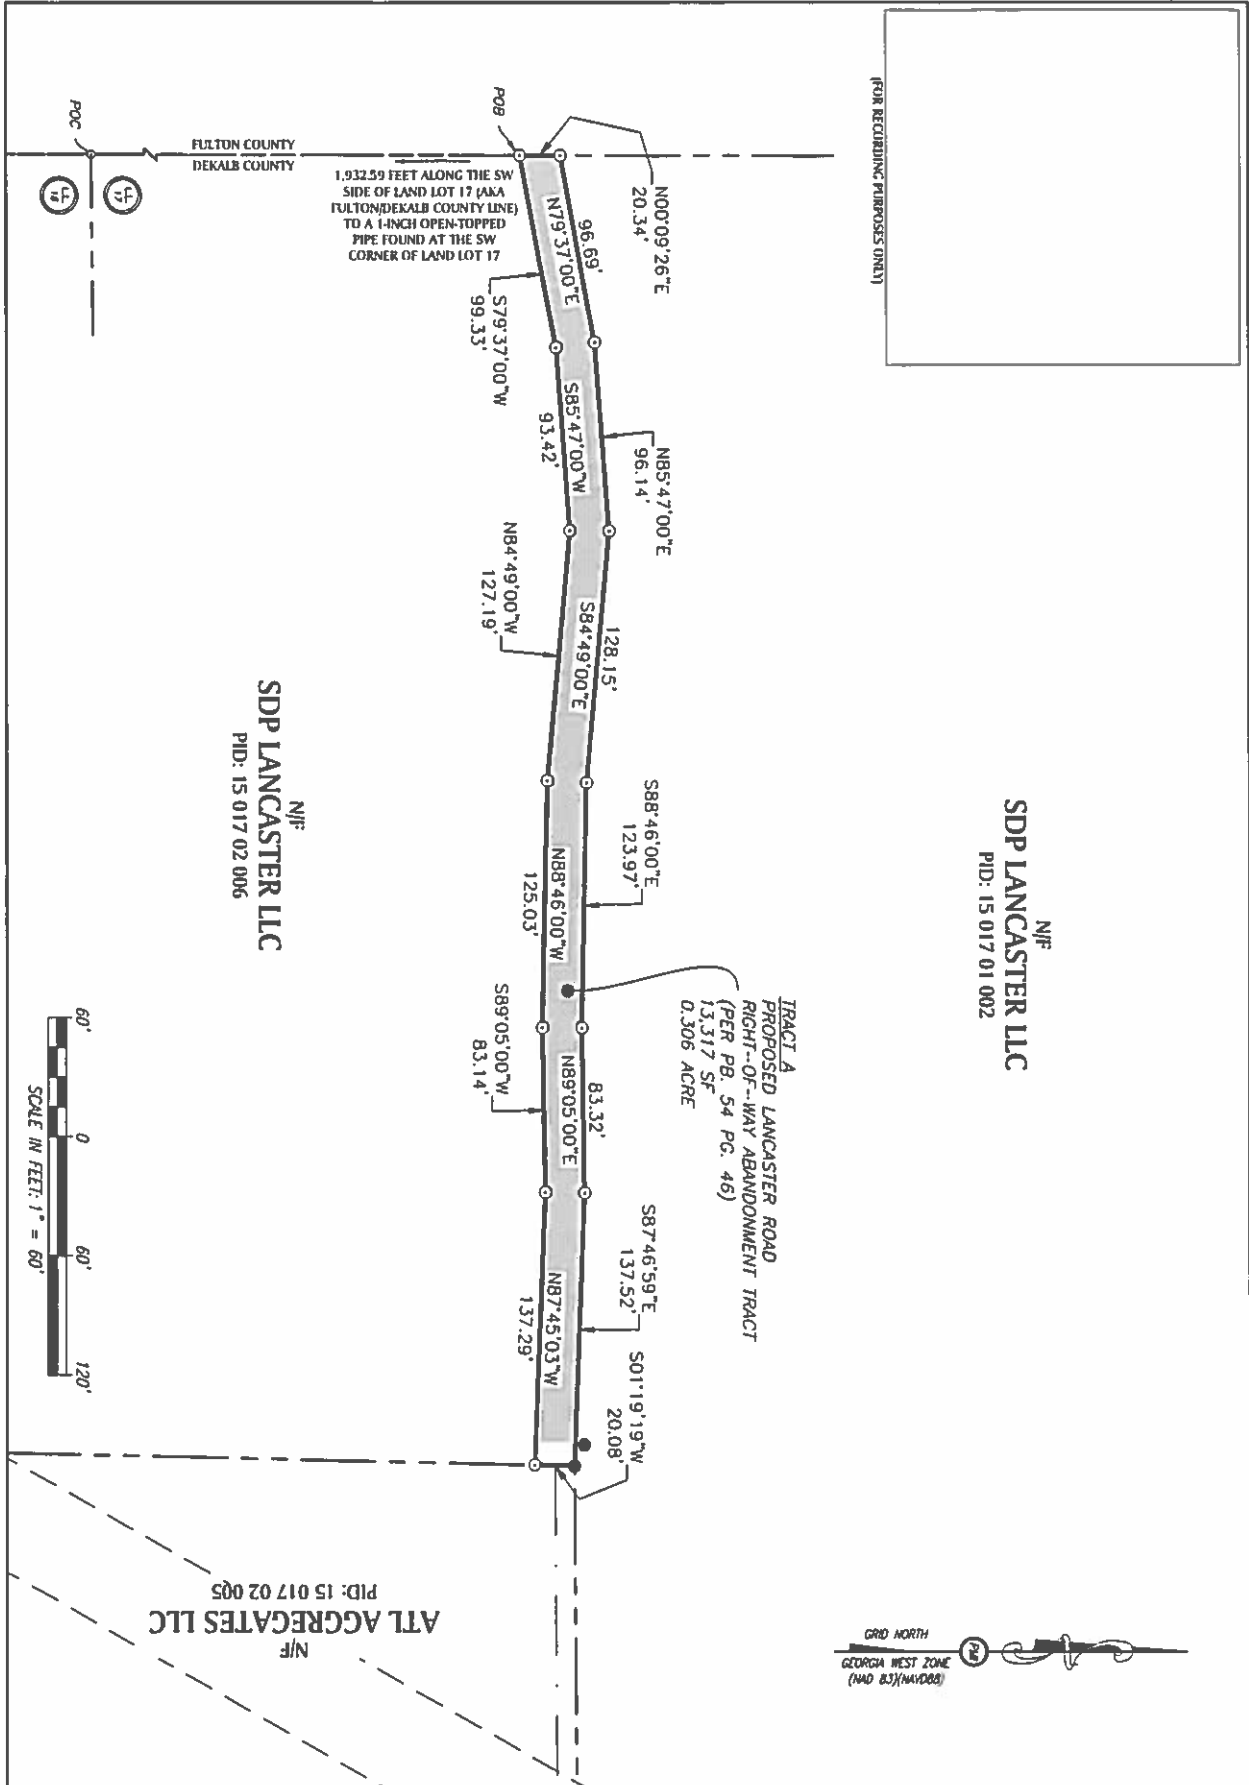 (FOR RECORDING PURPOSES ONLY)
N/F
SDP LANCASTER LLC
PID: 15 017 01 002
GRID NORTH
GEORGIA WEST ZONE
(NAD 83)(NAVD88)
PM
TRACT A
PROPOSED LANCASTER ROAD
RIGHT-OF-WAY ABANDONMENT TRACT
(PER PB. 54 PG. 46)
13,317 SF
0.306 ACRE
N00°09'26"E
20.34'
96.69'
N79°37'00"E
N85°47'00"E
96.14'
128.15'
S84°49'00"E
S88°46'00"E
123.97'
83.32'
N89°05'00"E
S87°46'59"E
137.52'
S01°19'19"W
20.08'
POB
S79°37'00"W
99.33'
S85°47'00"W
93.42'
N84°49'00"W
127.19'
N88°46'00"W
125.03'
S89°05'00"W
83.14'
N87°45'03"W
137.29'
1,932.59 FEET ALONG THE SW
SIDE OF LAND LOT 17 (AKA
FULTON/DEKALB COUNTY LINE)
TO A 1-INCH OPEN-TOPPED
PIPE FOUND AT THE SW
CORNER OF LAND LOT 17
FULTON COUNTY
DEKALB COUNTY
POC
LL
17
LL
18
N/F
SDP LANCASTER LLC
PID: 15 017 02 006
N/F
ATL AGGREGATES LLC
PID: 15 017 02 005
60'
0
60'
120'
SCALE IN FEET: 1" = 60'